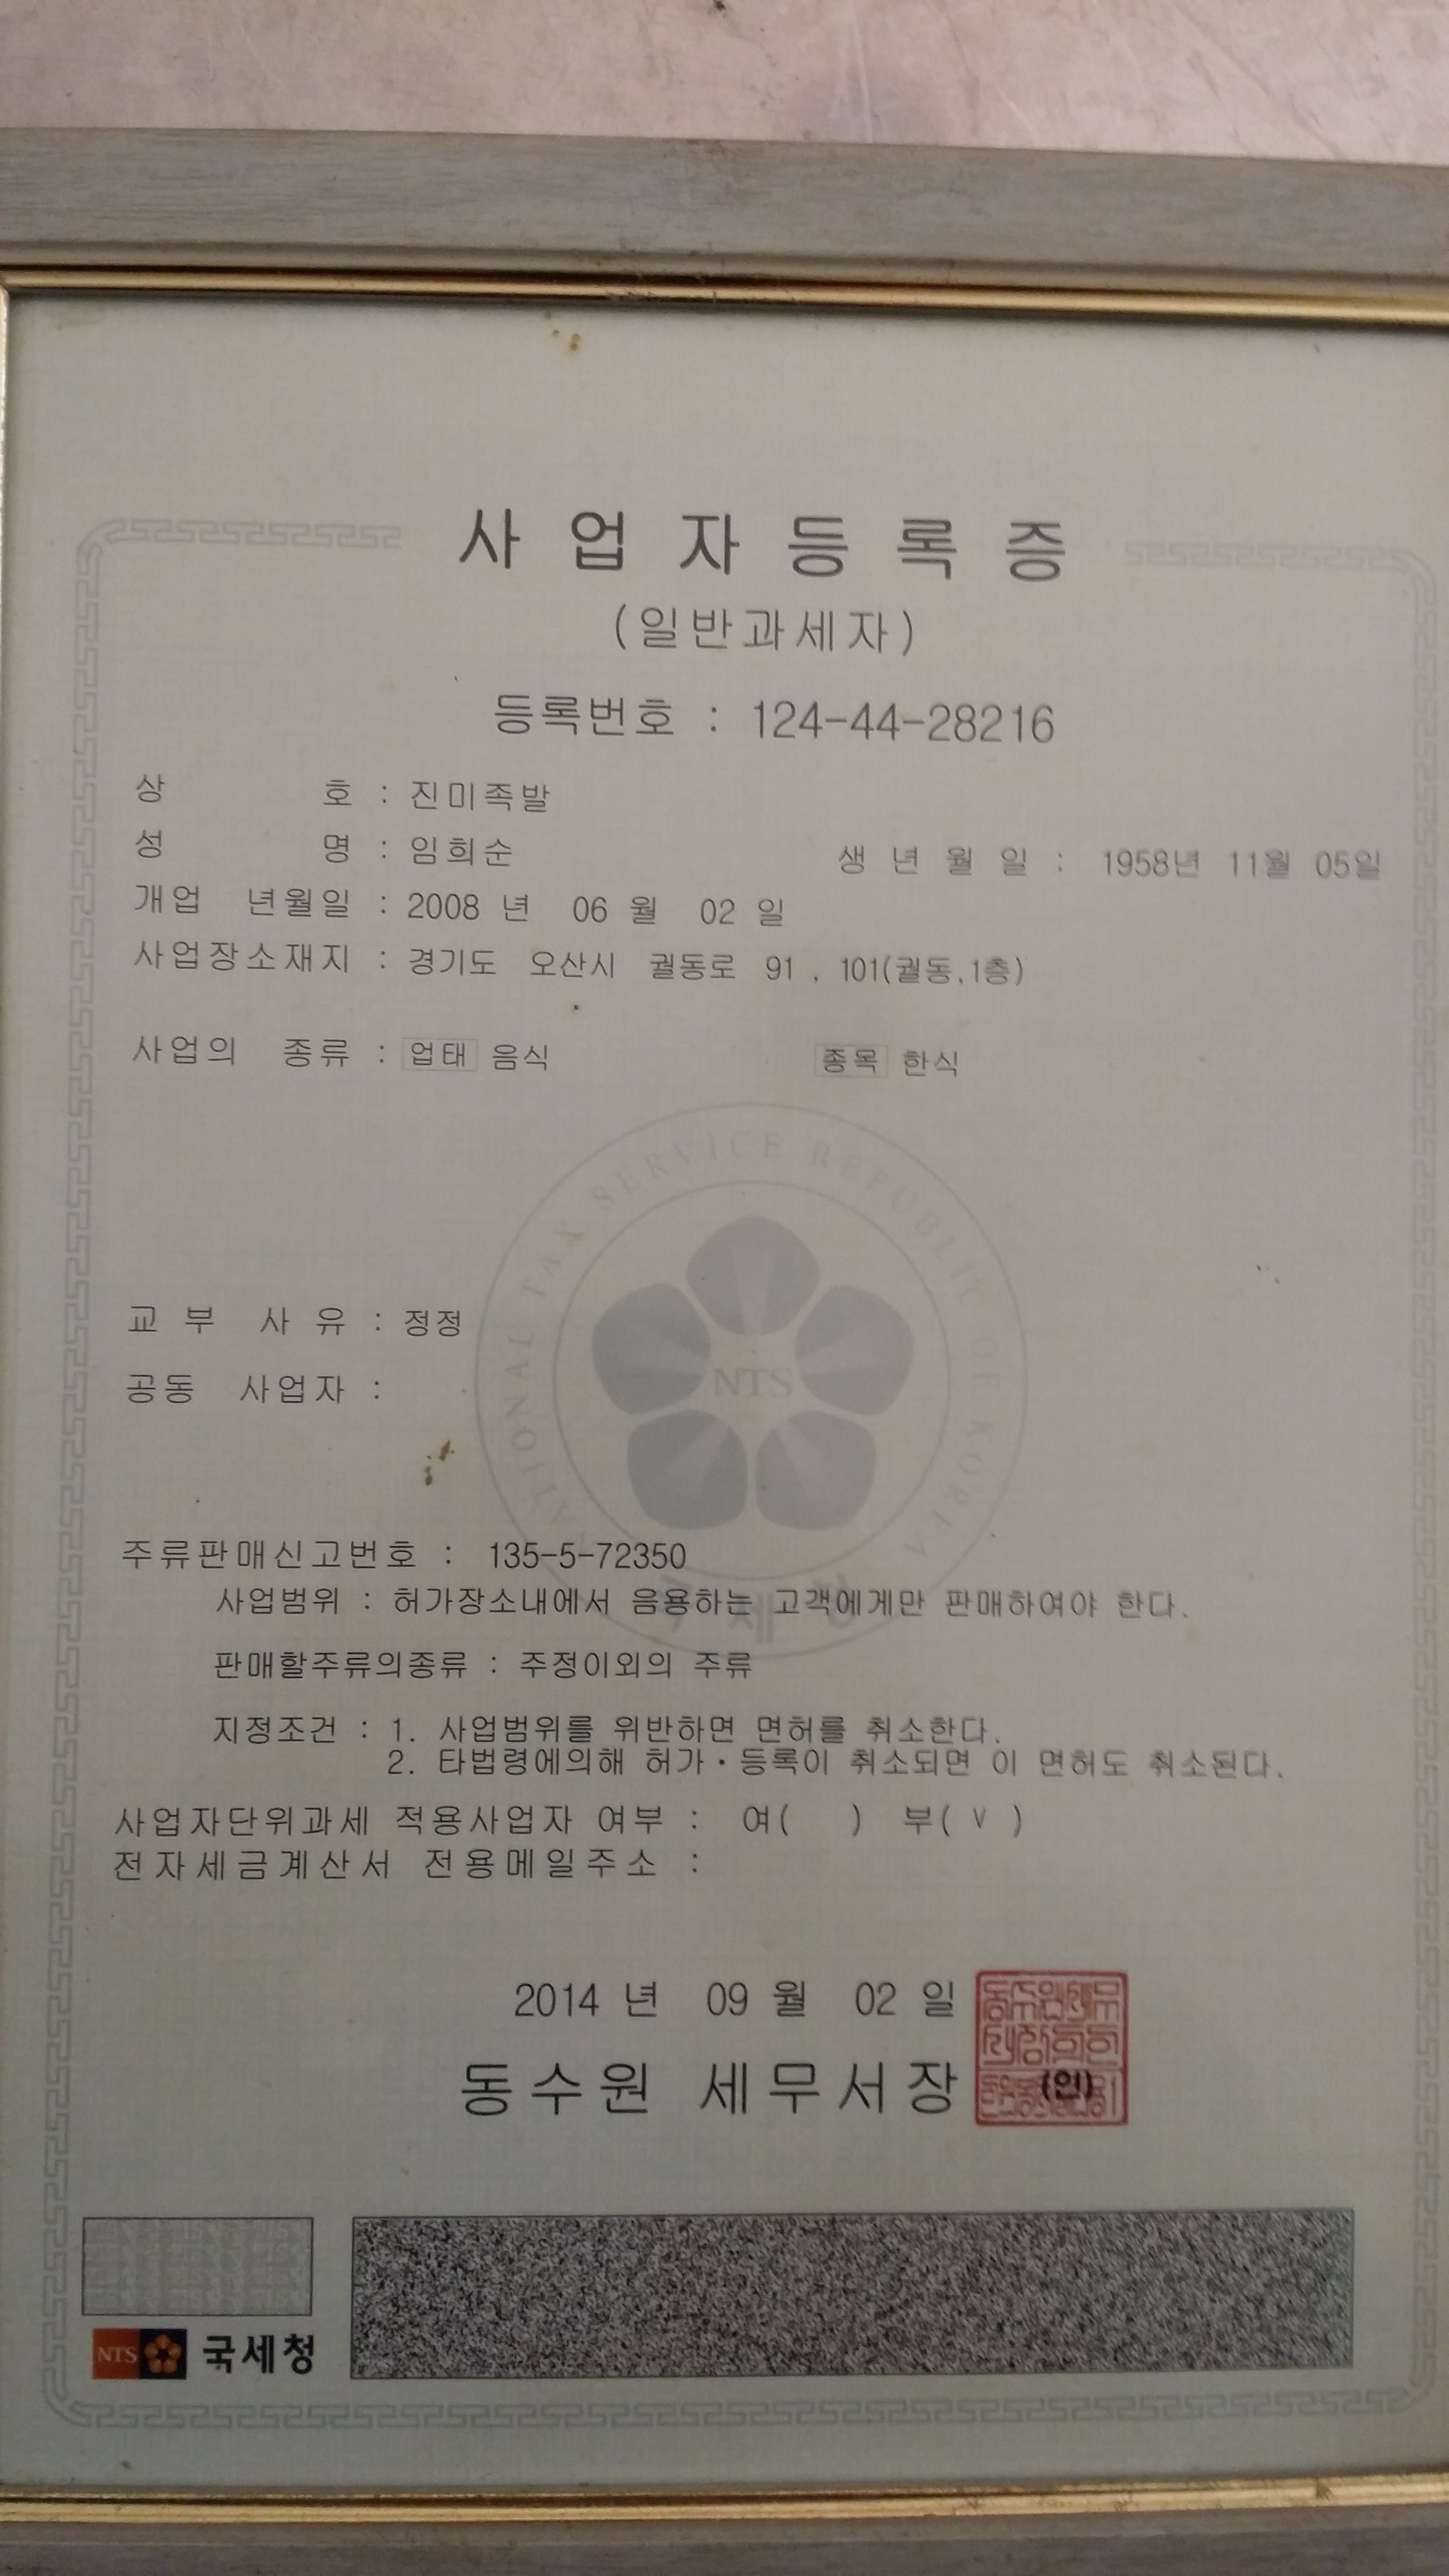 사업자등록증
(일반과세자)
등록번호 : 124-44-28216
상 호 : 진미족발
성 명 : 임희순 생 년 월 일 : 1958년 11월 05일
개업 년월일 : 2008 년 06 월 02 일
사업장소재지 : 경기도 오산시 궐동로 91 , 101(궐동,1층)
사업의 종류 : 업태 음식 종목 한식
NATIONAL TAX SERVICE REPUBLIC OF KOREA
NTS
국세청
교 부 사 유 : 정정
공동 사업자 :
주류판매신고번호 : 135-5-72350
사업범위 : 허가장소내에서 음용하는 고객에게만 판매하여야 한다.
판매할주류의종류 : 주정이외의 주류
지정조건 : 1. 사업범위를 위반하면 면허를 취소한다.
2. 타법령에의해 허가·등록이 취소되면 이 면허도 취소된다.
사업자단위과세 적용사업자 여부 : 여( ) 부( V )
전자세금계산서 전용메일주소 :
2014 년 09 월 02 일
동수원 세무서장 (인)
NTS 국세청